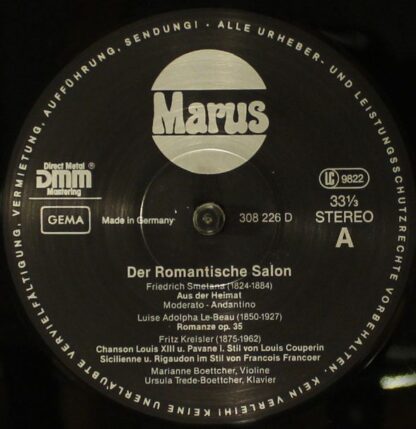 KEINE UNERLAUBTE VERVIELFÄLTIGUNG, VERMIETUNG, AUFFÜHRUNG, SENDUNG! - ALLE URHEBER- UND LEISTUNGSSCHUTZRECHTE VORBEHALTEN. KEIN VERLEIH!
Marus
Direct Metal ®
DMM
Mastering
LC 9822
GEMA
Made in Germany
308 226 D
33⅓
STEREO
A
Der Romantische Salon
Friedrich Smetana (1824-1884)
Aus der Heimat
Moderato - Andantino
Luise Adolpha Le-Beau (1850-1927)
Romanze op. 35
Fritz Kreisler (1875-1962)
Chanson Louis XIII u. Pavane i. Stil von Louis Couperin
Sicilienne u. Rigaudon im Stil von Francois Francoer
Marianne Boettcher, Violine
Ursula Trede-Boettcher, Klavier